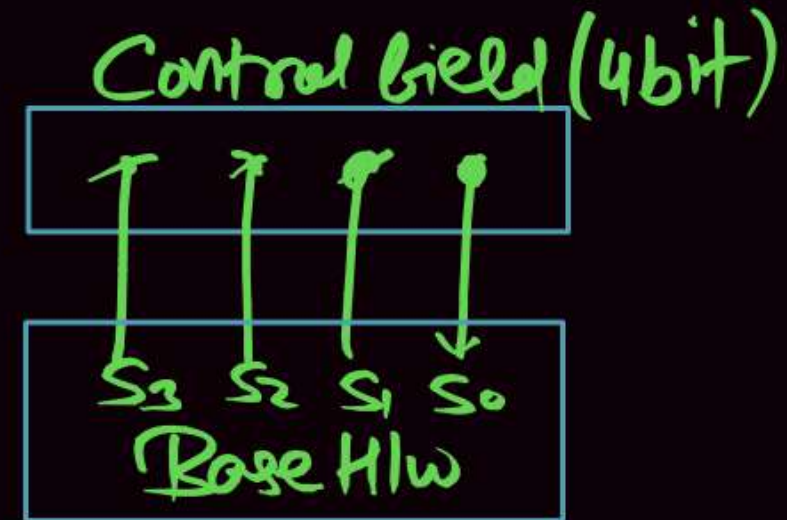 Control field (4bit)
S3 S2 S1 S0
Base H/w